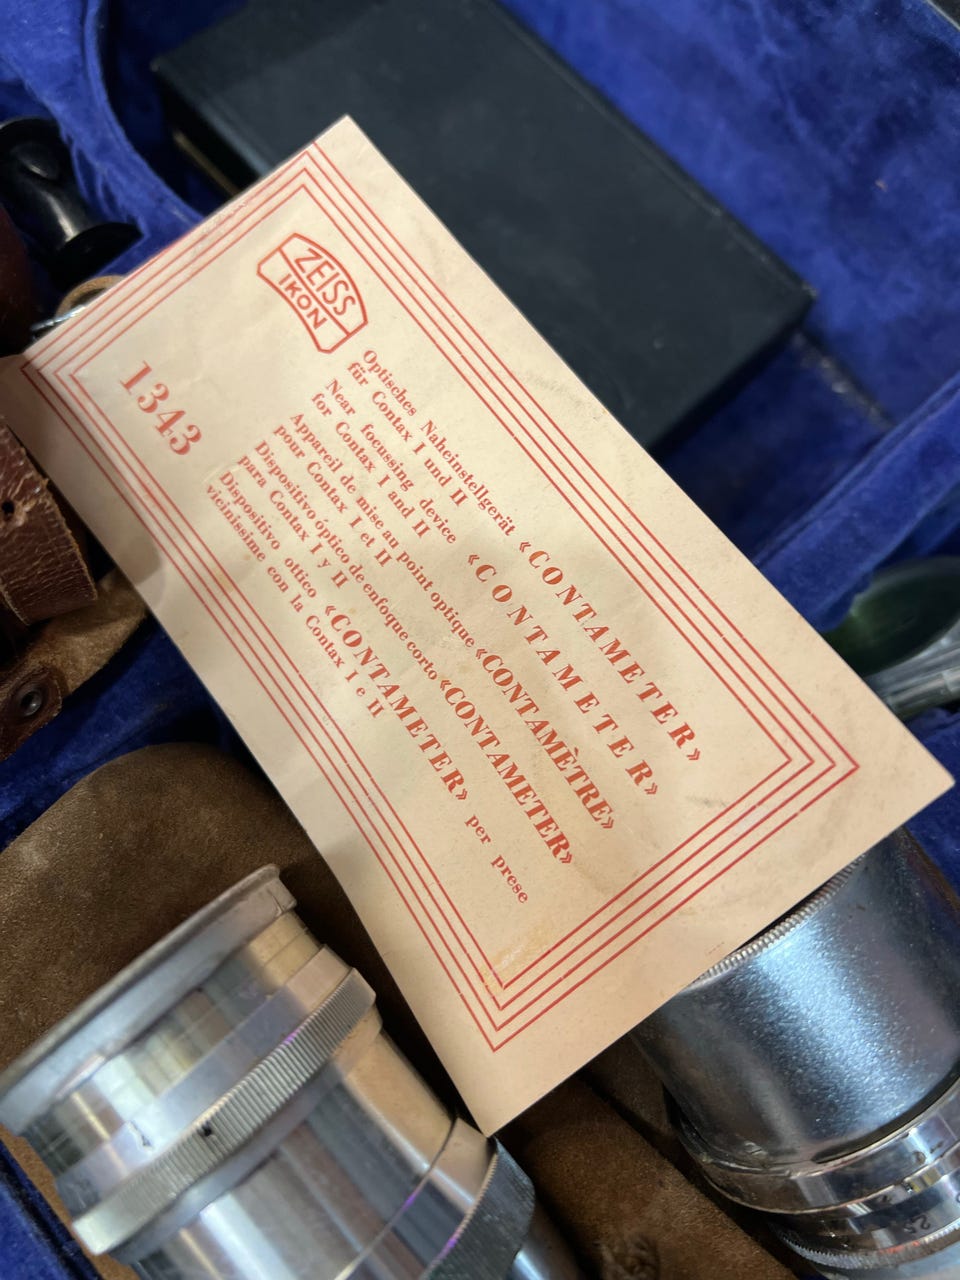 ZEISS
IKON
Optisches Naheinstellgerät «CONTAMETER»
für Contax I und II
Near focussing device «CONTAMETER»
for Contax I and II
Appareil de mise au point optique «CONTAMÈTRE»
pour Contax I et II
Dispositivo óptico de enfoque corto «CONTAMETER»
para Contax I y II
Dispositivo ottico «CONTAMETER» per prese
vicinissime con la Contax I e II
1343